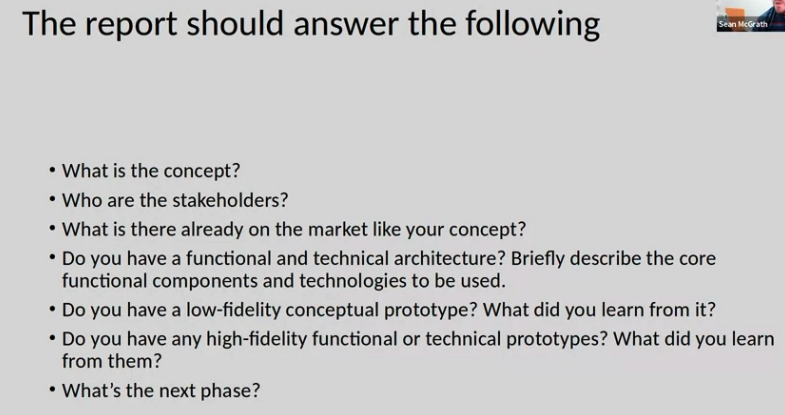 The report should answer the following
Sean McGrath
• What is the concept?
• Who are the stakeholders?
• What is there already on the market like your concept?
• Do you have a functional and technical architecture? Briefly describe the core
functional components and technologies to be used.
• Do you have a low-fidelity conceptual prototype? What did you learn from it?
• Do you have any high-fidelity functional or technical prototypes? What did you learn
from them?
• What’s the next phase?